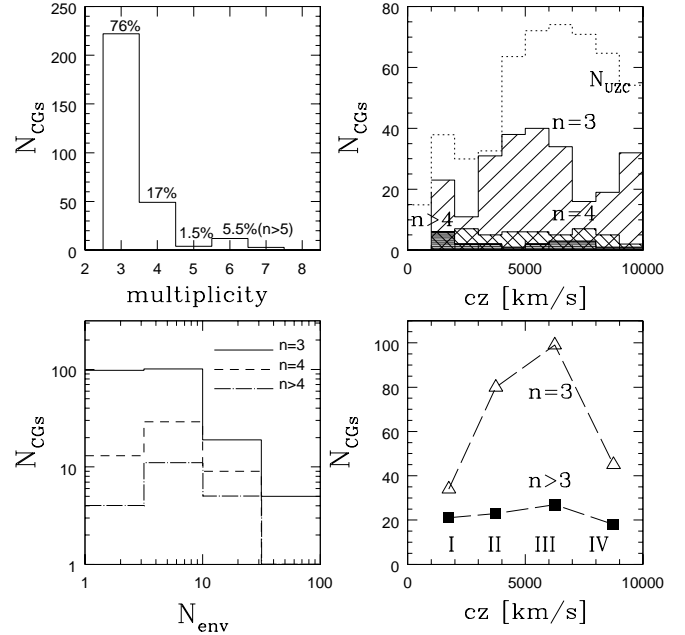 250
200
150
100
50
0
N_CGs
76%
17%
1.5%
5.5%(n>5)
2 3 4 5 6 7 8
multiplicity
80
60
40
20
0
N_CGs
N_UZC
n=3
n=4
n>4
0 5000 10000
cz [km/s]
100
10
1
N_CGs
n=3
n=4
n>4
1 10 100
N_env
100
80
60
40
20
0
N_CGs
n=3
n>3
I II III IV
0 5000 10000
cz [km/s]